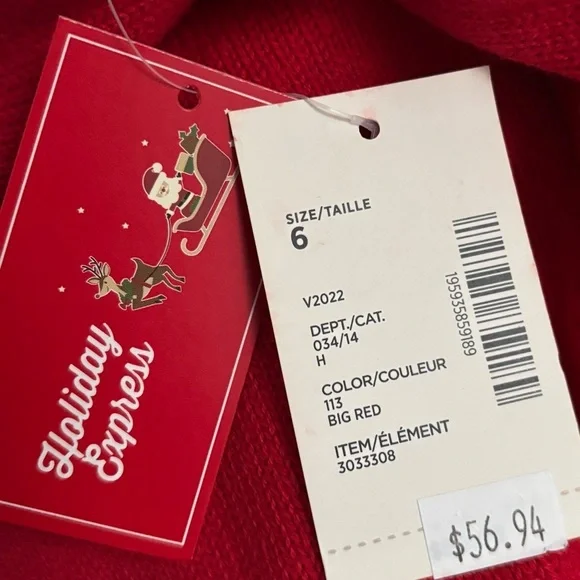 Holiday
Express
SIZE/TAILLE
6
V2022
DEPT./CAT.
034/14
H
COLOR/COULEUR
113
BIG RED
ITEM/ÉLÉMENT
3033308
195935859189
$56.94